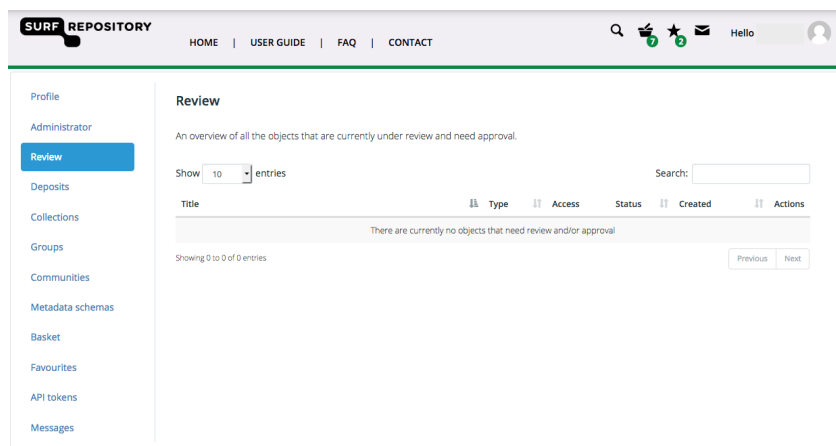 SURF REPOSITORY
HOME | USER GUIDE | FAQ | CONTACT
7
2
Hello
Profile
Administrator
Review
Deposits
Collections
Groups
Communities
Metadata schemas
Basket
Favourites
API tokens
Messages
Review
An overview of all the objects that are currently under review and need approval.
Show 10 entries
Search:
Title Type Access Status Created Actions
There are currently no objects that need review and/or approval
Showing 0 to 0 of 0 entries
Previous Next